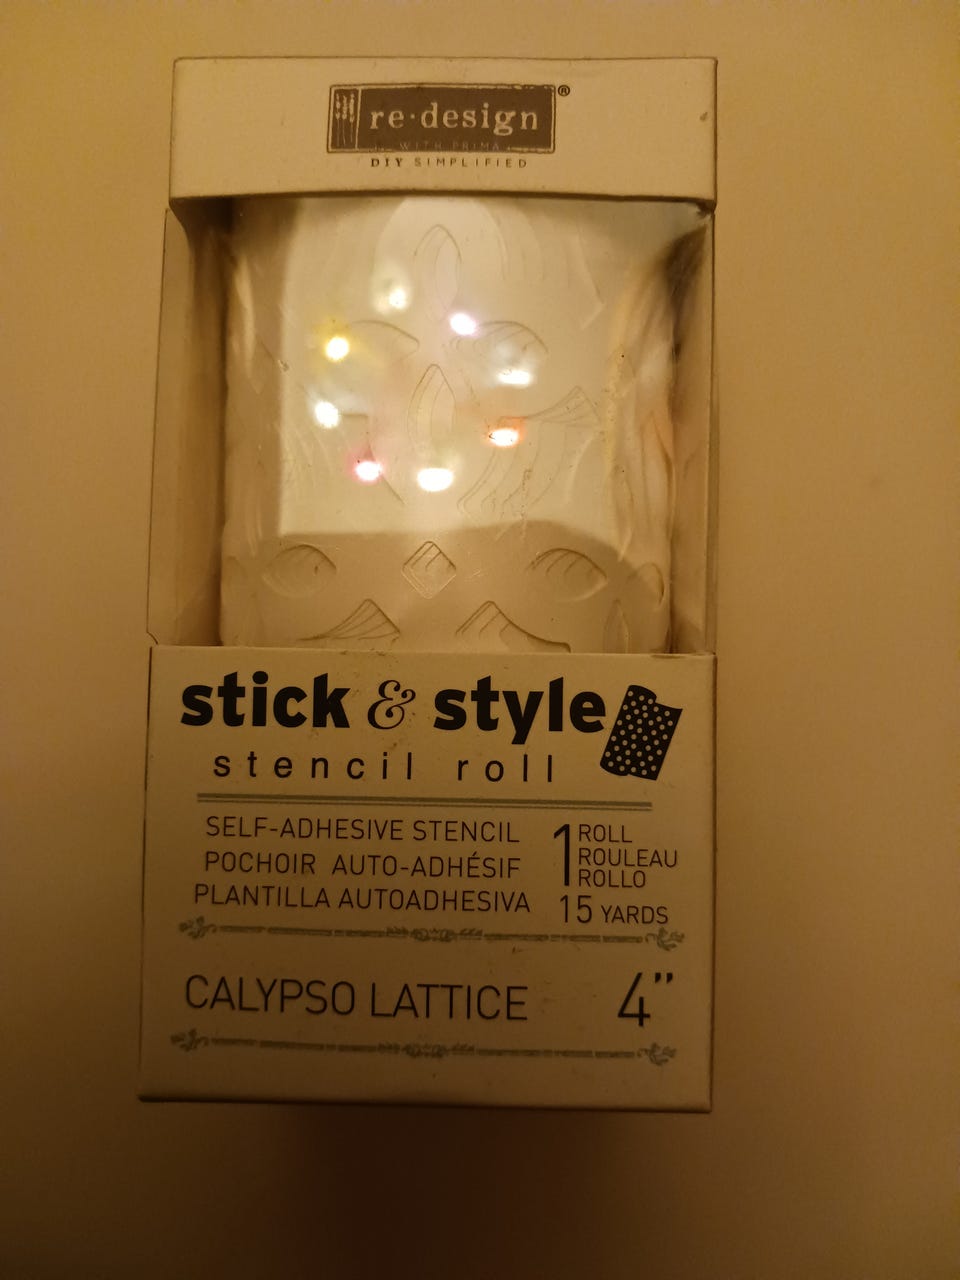 re·design®
WITH PRIMA
DIY SIMPLIFIED
stick & style
stencil roll
SELF-ADHESIVE STENCIL
POCHOIR AUTO-ADHÉSIF
PLANTILLA AUTOADHESIVA
1 ROLL
ROULEAU
ROLLO
15 YARDS
CALYPSO LATTICE 4”